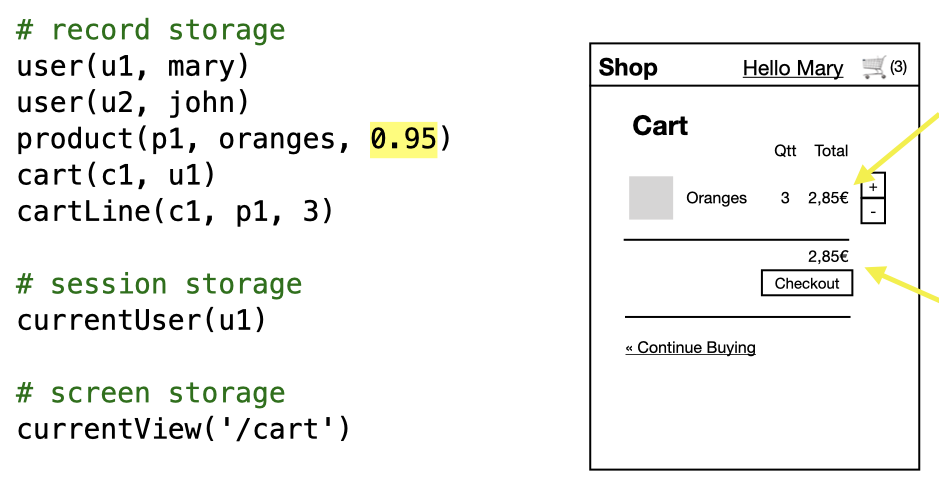 # record storage
user(u1, mary)
user(u2, john)
product(p1, oranges, 0.95)
cart(c1, u1)
cartLine(c1, p1, 3)
# session storage
currentUser(u1)
# screen storage
currentView('/cart')
Shop Hello Mary (3)
Cart
Qtt Total
Oranges 3 2,85€ +
-
2,85€
Checkout
« Continue Buying